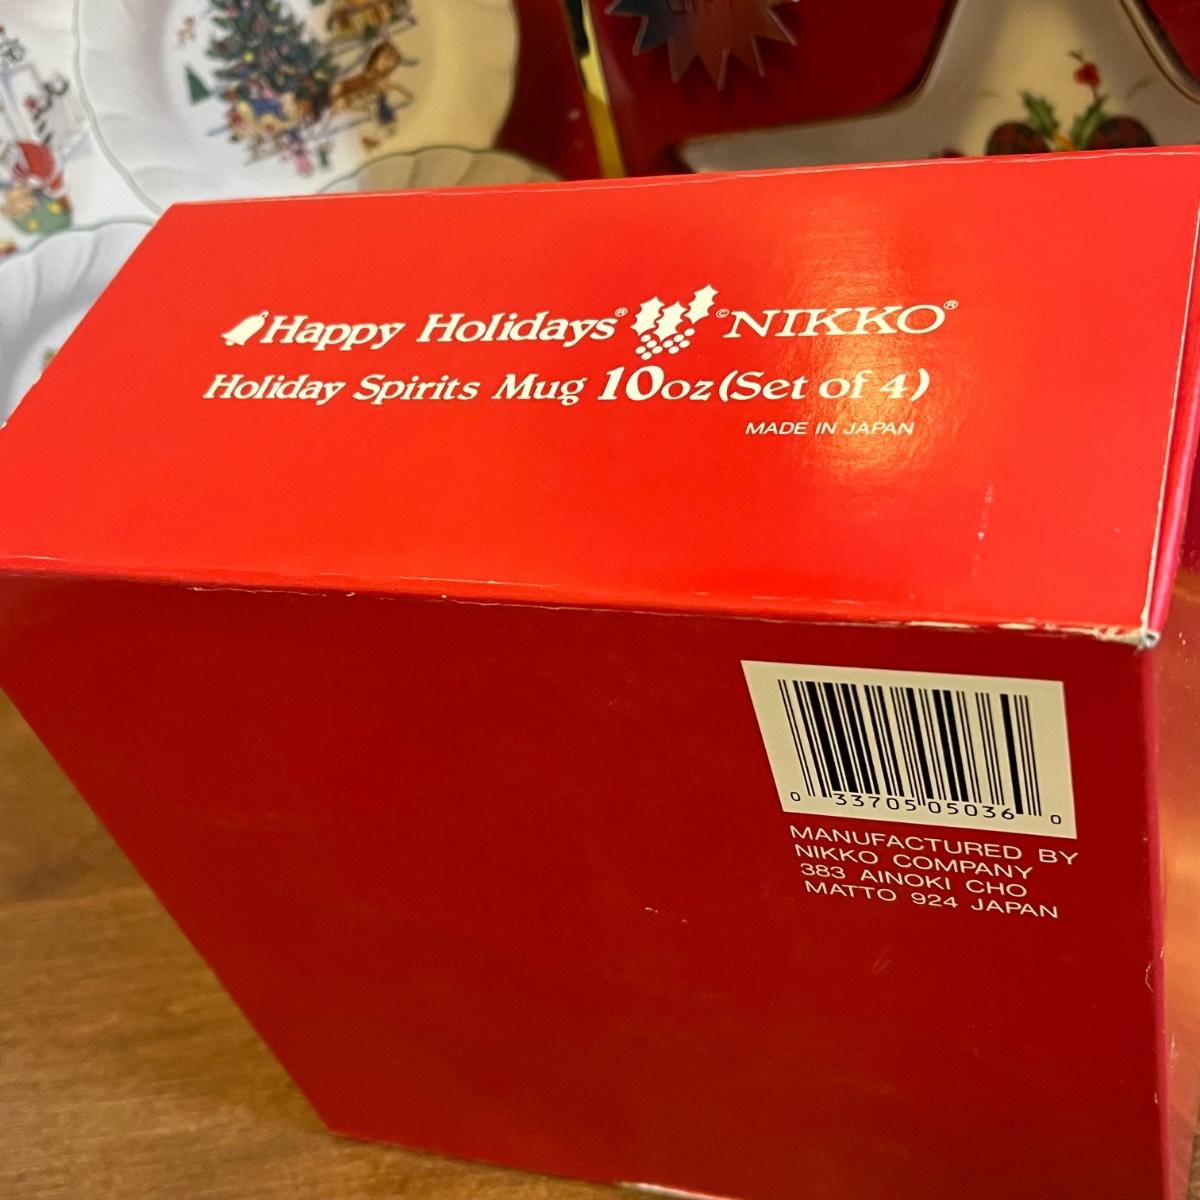 GIFT
Happy Holidays® ©NIKKO®
Holiday Spirits Mug 10oz (Set of 4)
MADE IN JAPAN
0 33705 05036 0
MANUFACTURED BY
NIKKO COMPANY
383 AINOKI CHO
MATTO 924 JAPAN